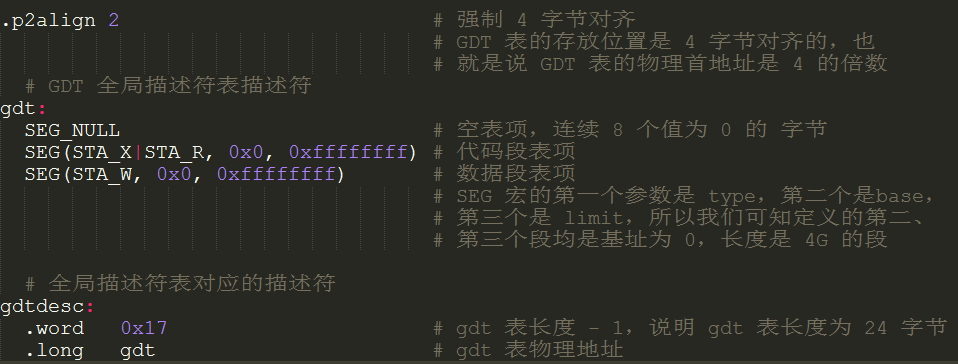 .p2align 2 # 强制 4 字节对齐
# GDT 表的存放位置是 4 字节对齐的，也
# 就是说 GDT 表的物理首地址是 4 的倍数
# GDT 全局描述符表描述符
gdt:
SEG_NULL # 空表项，连续 8 个值为 0 的 字节
SEG(STA_X|STA_R, 0x0, 0xffffffff) # 代码段表项
SEG(STA_W, 0x0, 0xffffffff) # 数据段表项
# SEG 宏的第一个参数是 type，第二个是base，
# 第三个是 limit，所以我们可知定义的第二、
# 第三个段均是基址为 0，长度是 4G 的段
# 全局描述符表对应的描述符
gdtdesc:
.word 0x17 # gdt 表长度 - 1，说明 gdt 表长度为 24 字节
.long gdt # gdt 表物理地址